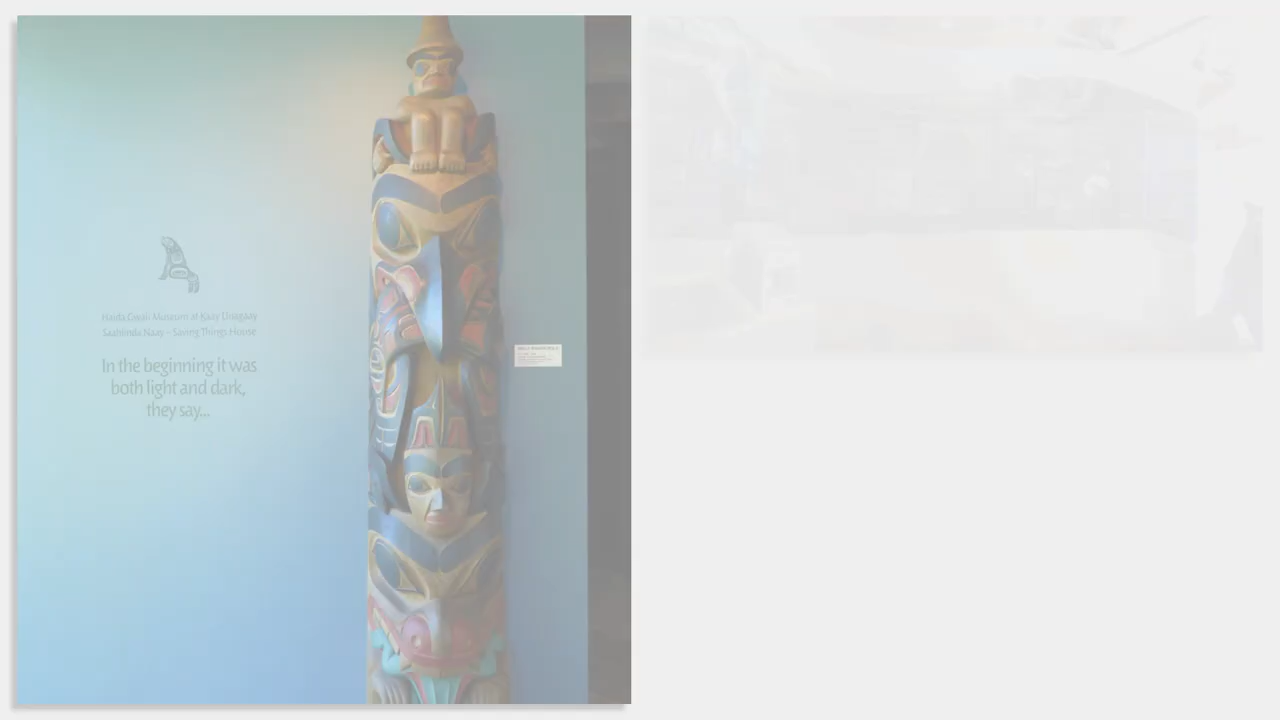 Haida Gwaii Museum at Kaay Llnagaay
Saahlinda Naay – Saving Things House
In the beginning it was
both light and dark,
they say...